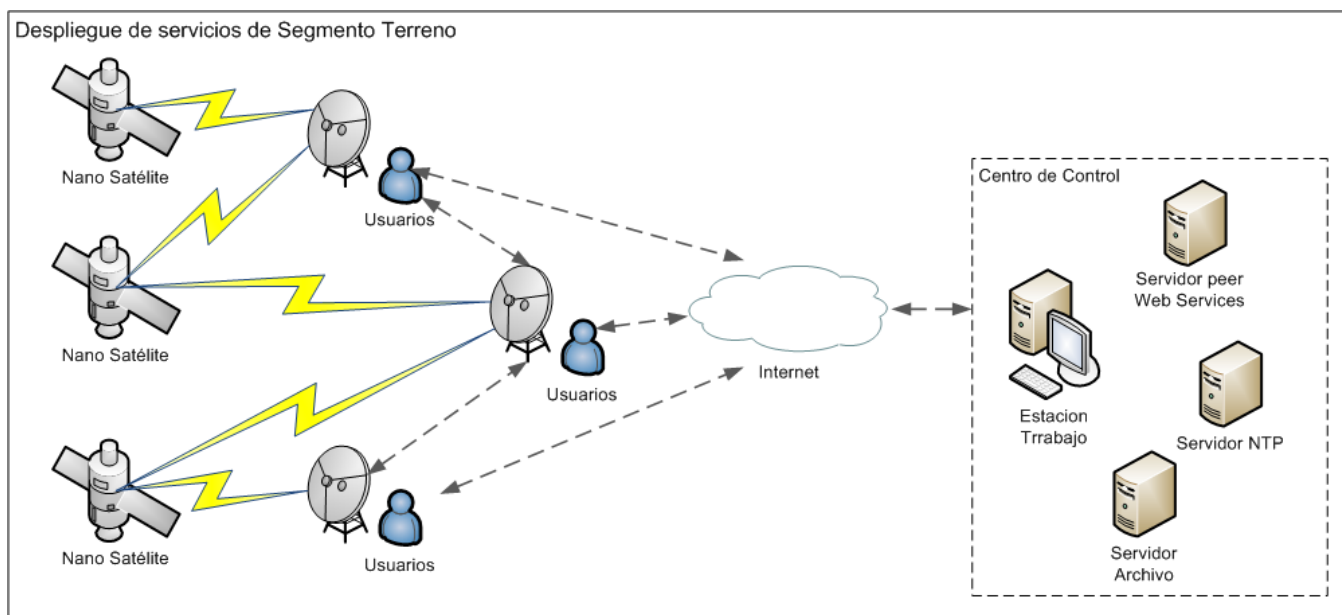 Despliegue de servicios de Segmento Terreno
Nano Satélite
Usuarios
Nano Satélite
Usuarios
Nano Satélite
Usuarios
Internet
Centro de Control
Servidor peer
Web Services
Estacion
Trrabajo
Servidor NTP
Servidor
Archivo